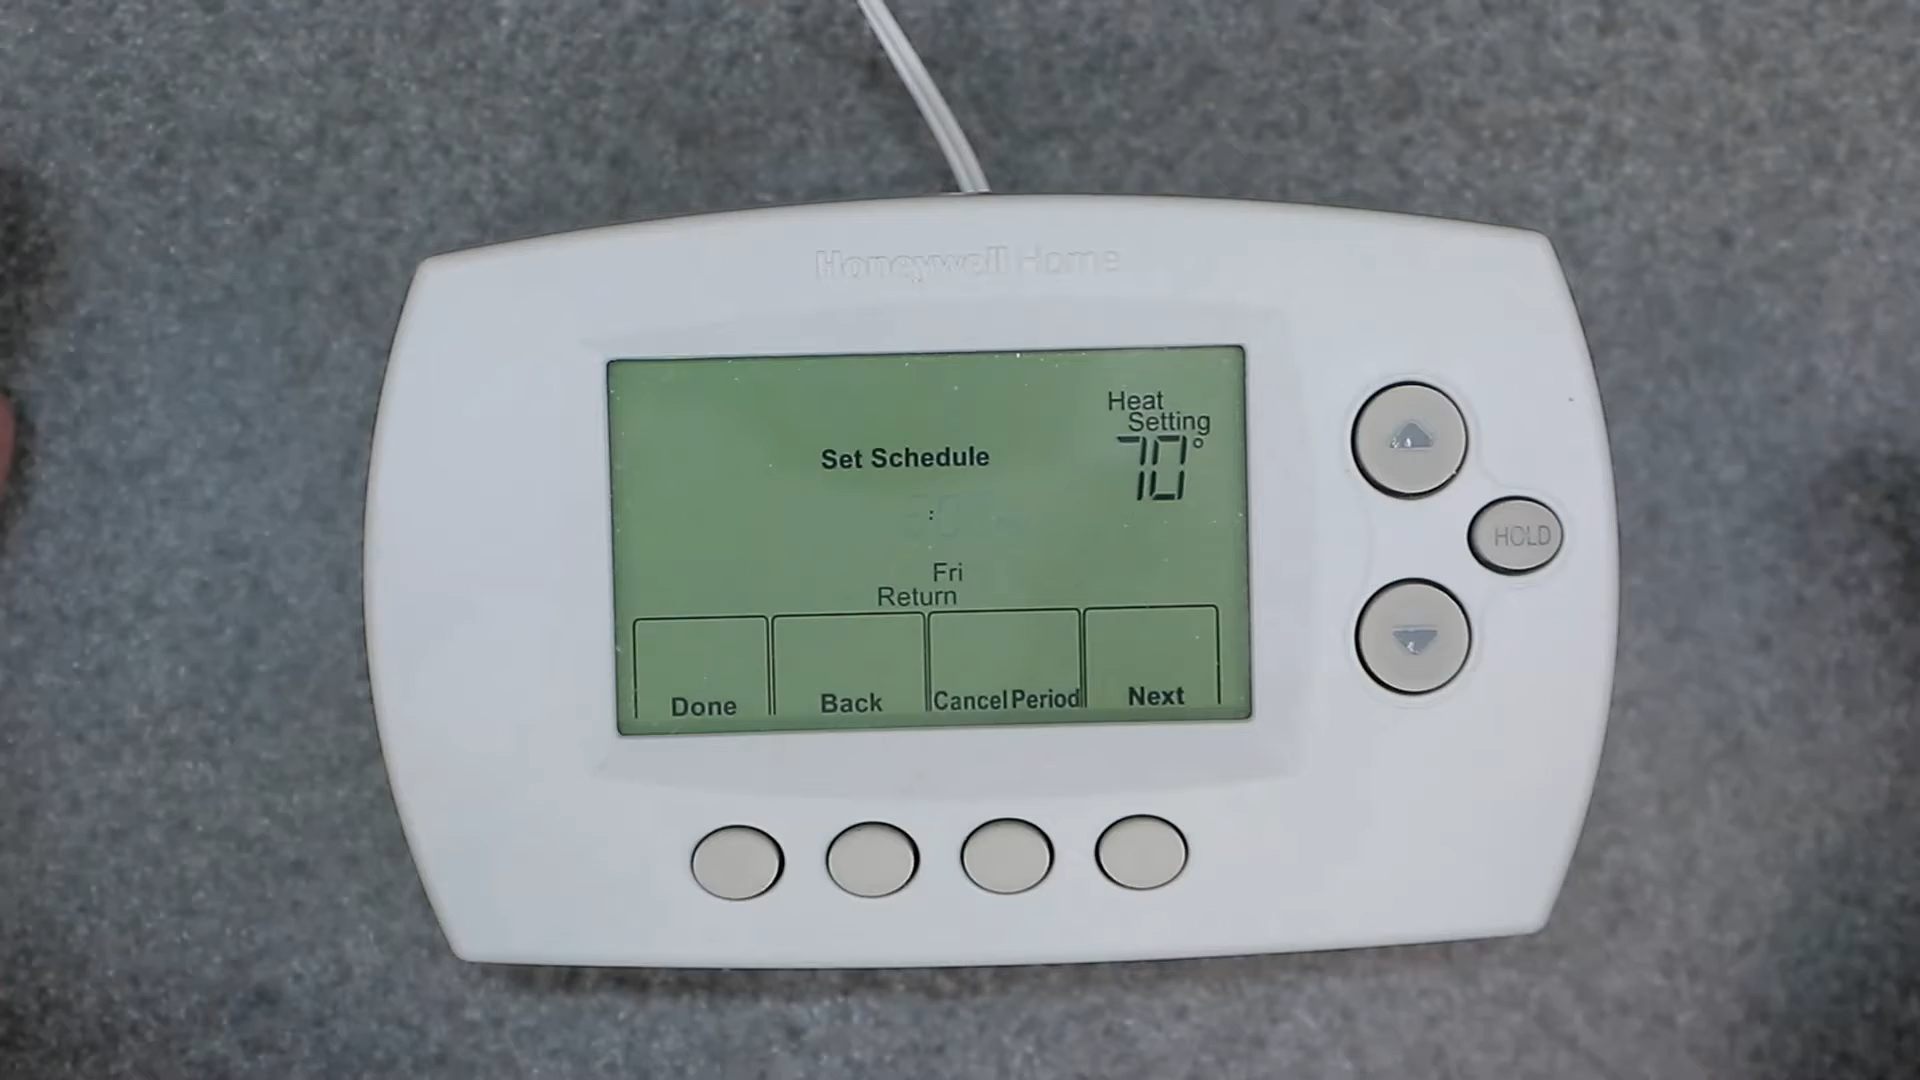 Honeywell Home
Heat
Setting
70°
Set Schedule
:
Fri
Return
Done Back Cancel Period Next
HOLD